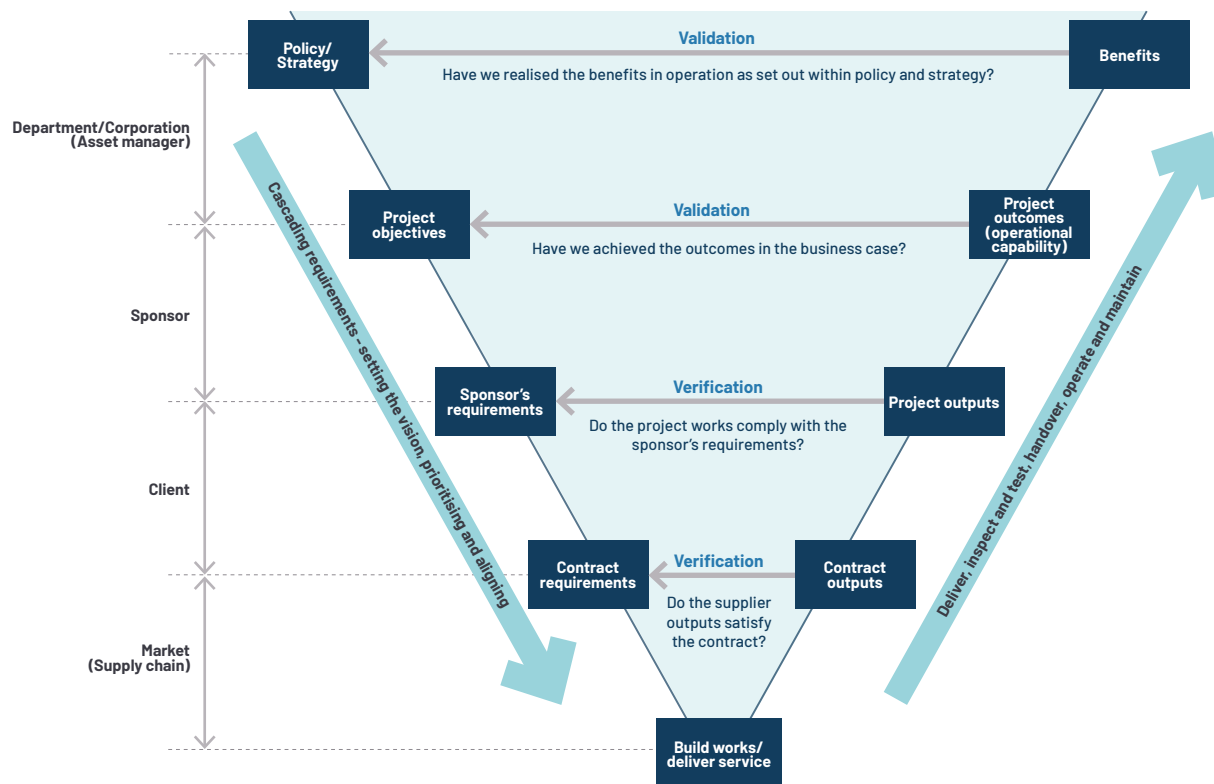 Policy/
Strategy
Validation
Have we realised the benefits in operation as set out within policy and strategy?
Benefits
Department/Corporation
(Asset manager)
Cascading requirements - setting the vision, prioritising and aligning
Project
objectives
Validation
Have we achieved the outcomes in the business case?
Project
outcomes
(operational
capability)
Deliver, inspect and test, handover, operate and maintain
Sponsor
Sponsor's
requirements
Verification
Do the project works comply with the
sponsor's requirements?
Project outputs
Client
Contract
requirements
Verification
Do the supplier
outputs satisfy
the contract?
Contract
outputs
Market
(Supply chain)
Build works/
deliver service